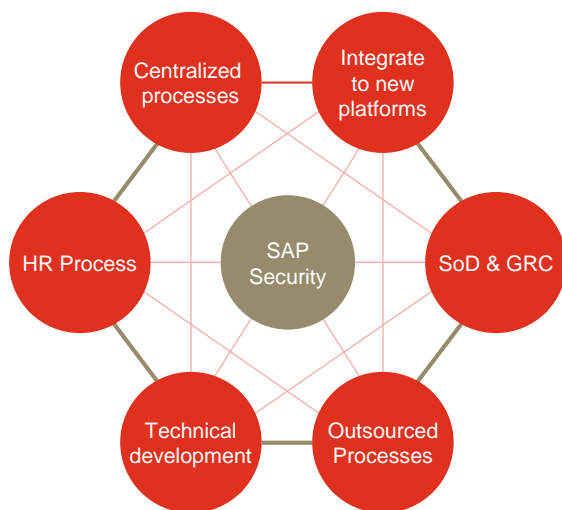 Centralized
processes
Integrate
to new
platforms
HR Process
SAP
Security
SoD & GRC
Technical
development
Outsourced
Processes